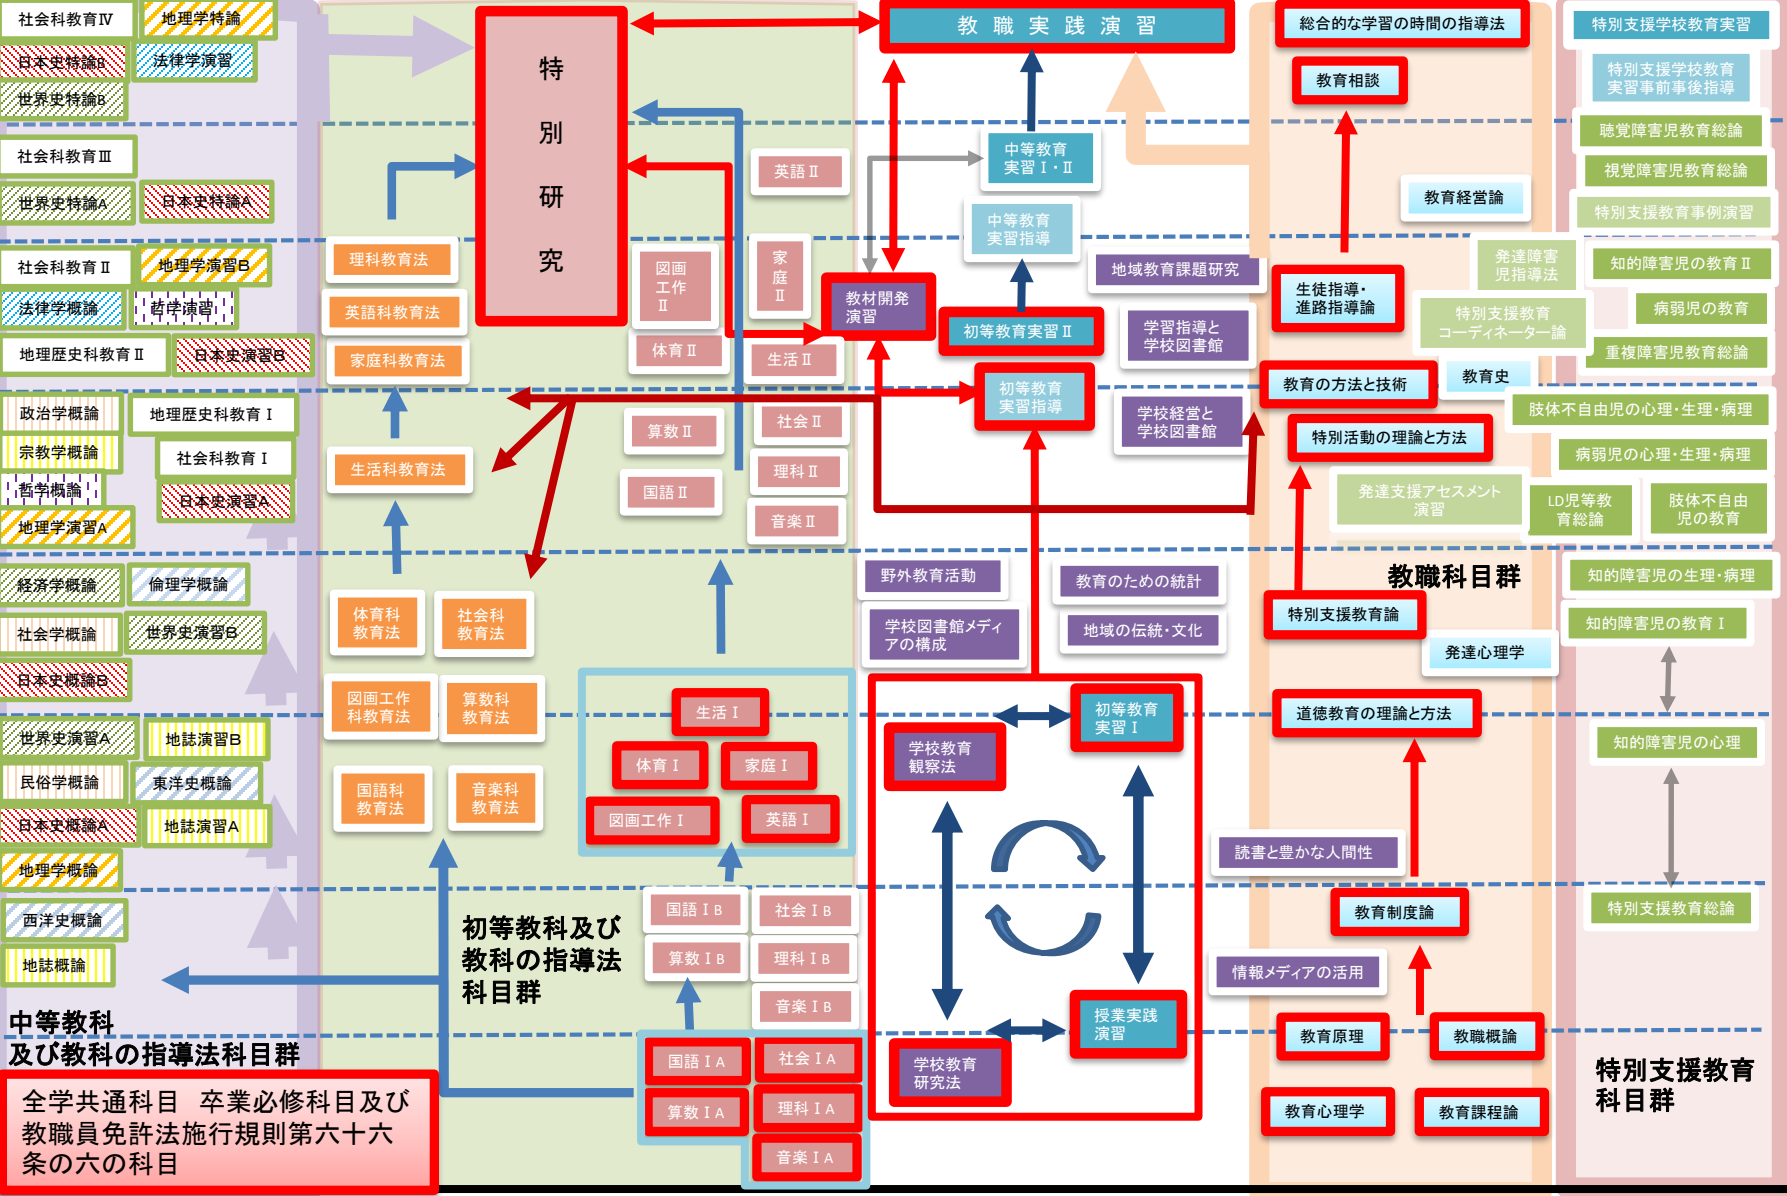 社会科教育Ⅳ
地理学特論
日本史特論B
法律学演習
世界史特論B
社会科教育Ⅲ
世界史特論A
日本史特論A
社会科教育Ⅱ
地理学演習B
法律学概論
哲学演習
地理歴史科教育Ⅱ
日本史演習B
政治学概論
地理歴史科教育Ⅰ
宗教学概論
社会科教育Ⅰ
哲学概論
日本史演習A
地理学演習A
経済学概論
倫理学概論
社会学概論
世界史演習B
日本史概論B
世界史演習A
地誌演習B
民俗学概論
東洋史概論
日本史概論A
地誌演習A
地理学概論
西洋史概論
地誌概論
中等教科
及び教科の指導法科目群
全学共通科目　卒業必修科目及び
教職員免許法施行規則第六十六
条の六の科目
特
別
研
究
理科教育法
英語科教育法
家庭科教育法
生活科教育法
体育科
教育法
社会科
教育法
図画工作
科教育法
算数科
教育法
国語科
教育法
音楽科
教育法
初等教科及び
教科の指導法
科目群
英語Ⅱ
図画
工作
Ⅱ
家
庭
Ⅱ
体育Ⅱ
生活Ⅱ
算数Ⅱ
社会Ⅱ
理科Ⅱ
国語Ⅱ
音楽Ⅱ
生活Ⅰ
体育Ⅰ
家庭Ⅰ
図画工作Ⅰ
英語Ⅰ
国語ⅠB
社会ⅠB
算数ⅠB
理科ⅠB
音楽ⅠB
国語ⅠA
社会ⅠA
算数ⅠA
理科ⅠA
音楽ⅠA
教職実践演習
中等教育
実習Ⅰ・Ⅱ
中等教育
実習指導
教材開発
演習
初等教育実習Ⅱ
初等教育
実習指導
地域教育課題研究
学習指導と
学校図書館
学校経営と
学校図書館
野外教育活動
教育のための統計
学校図書館メディ
アの構成
地域の伝統・文化
初等教育
実習Ⅰ
学校教育
観察法
授業実践
演習
学校教育
研究法
読書と豊かな人間性
情報メディアの活用
総合的な学習の時間の指導法
教育相談
教育経営論
生徒指導・
進路指導論
教育の方法と技術
教育史
特別活動の理論と方法
教職科目群
特別支援教育論
発達心理学
道徳教育の理論と方法
教育制度論
教育原理
教職概論
教育心理学
教育課程論
特別支援学校教育実習
特別支援学校教育
実習事前事後指導
聴覚障害児教育総論
視覚障害児教育総論
特別支援教育事例演習
発達障害
児指導法
知的障害児の教育Ⅱ
特別支援教育
コーディネーター論
病弱児の教育
重複障害児教育総論
肢体不自由児の心理・生理・病理
病弱児の心理・生理・病理
発達支援アセスメント
演習
LD児等教
育総論
肢体不自由
児の教育
知的障害児の生理・病理
知的障害児の教育Ⅰ
知的障害児の心理
特別支援教育総論
特別支援教育
科目群